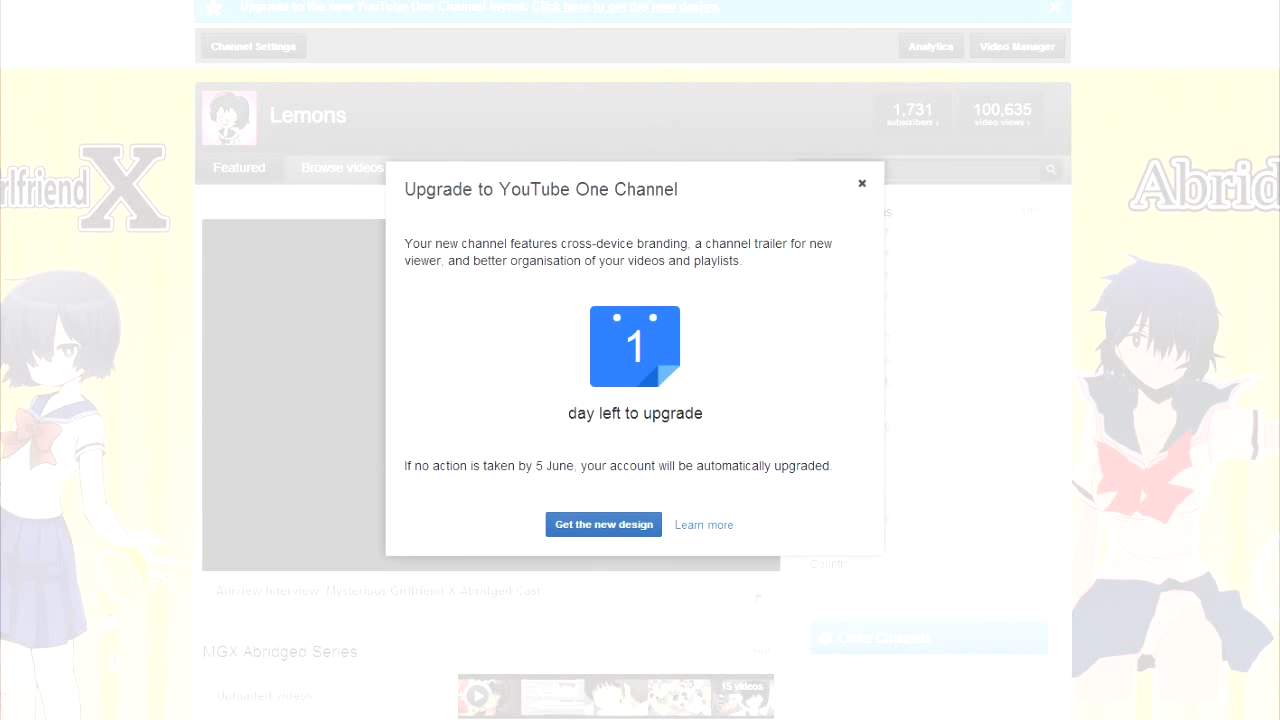 Upgrade to the new YouTube One Channel layout. Click here to get the new design.
Channel Settings
Analytics
Video Manager
Lemons
1,731
subscribers ›
100,635
video views ›
Featured
Browse videos
rlfriend X
Abrid
Upgrade to YouTube One Channel
Your new channel features cross-device branding, a channel trailer for new
viewer, and better organisation of your videos and playlists.
1
day left to upgrade
If no action is taken by 5 June, your account will be automatically upgraded.
Get the new design
Learn more
Aniview Interview: Mysterious Girlfriend X Abridged Cast
MGX Abridged Series
Uploaded videos
15 videos
Other Channels